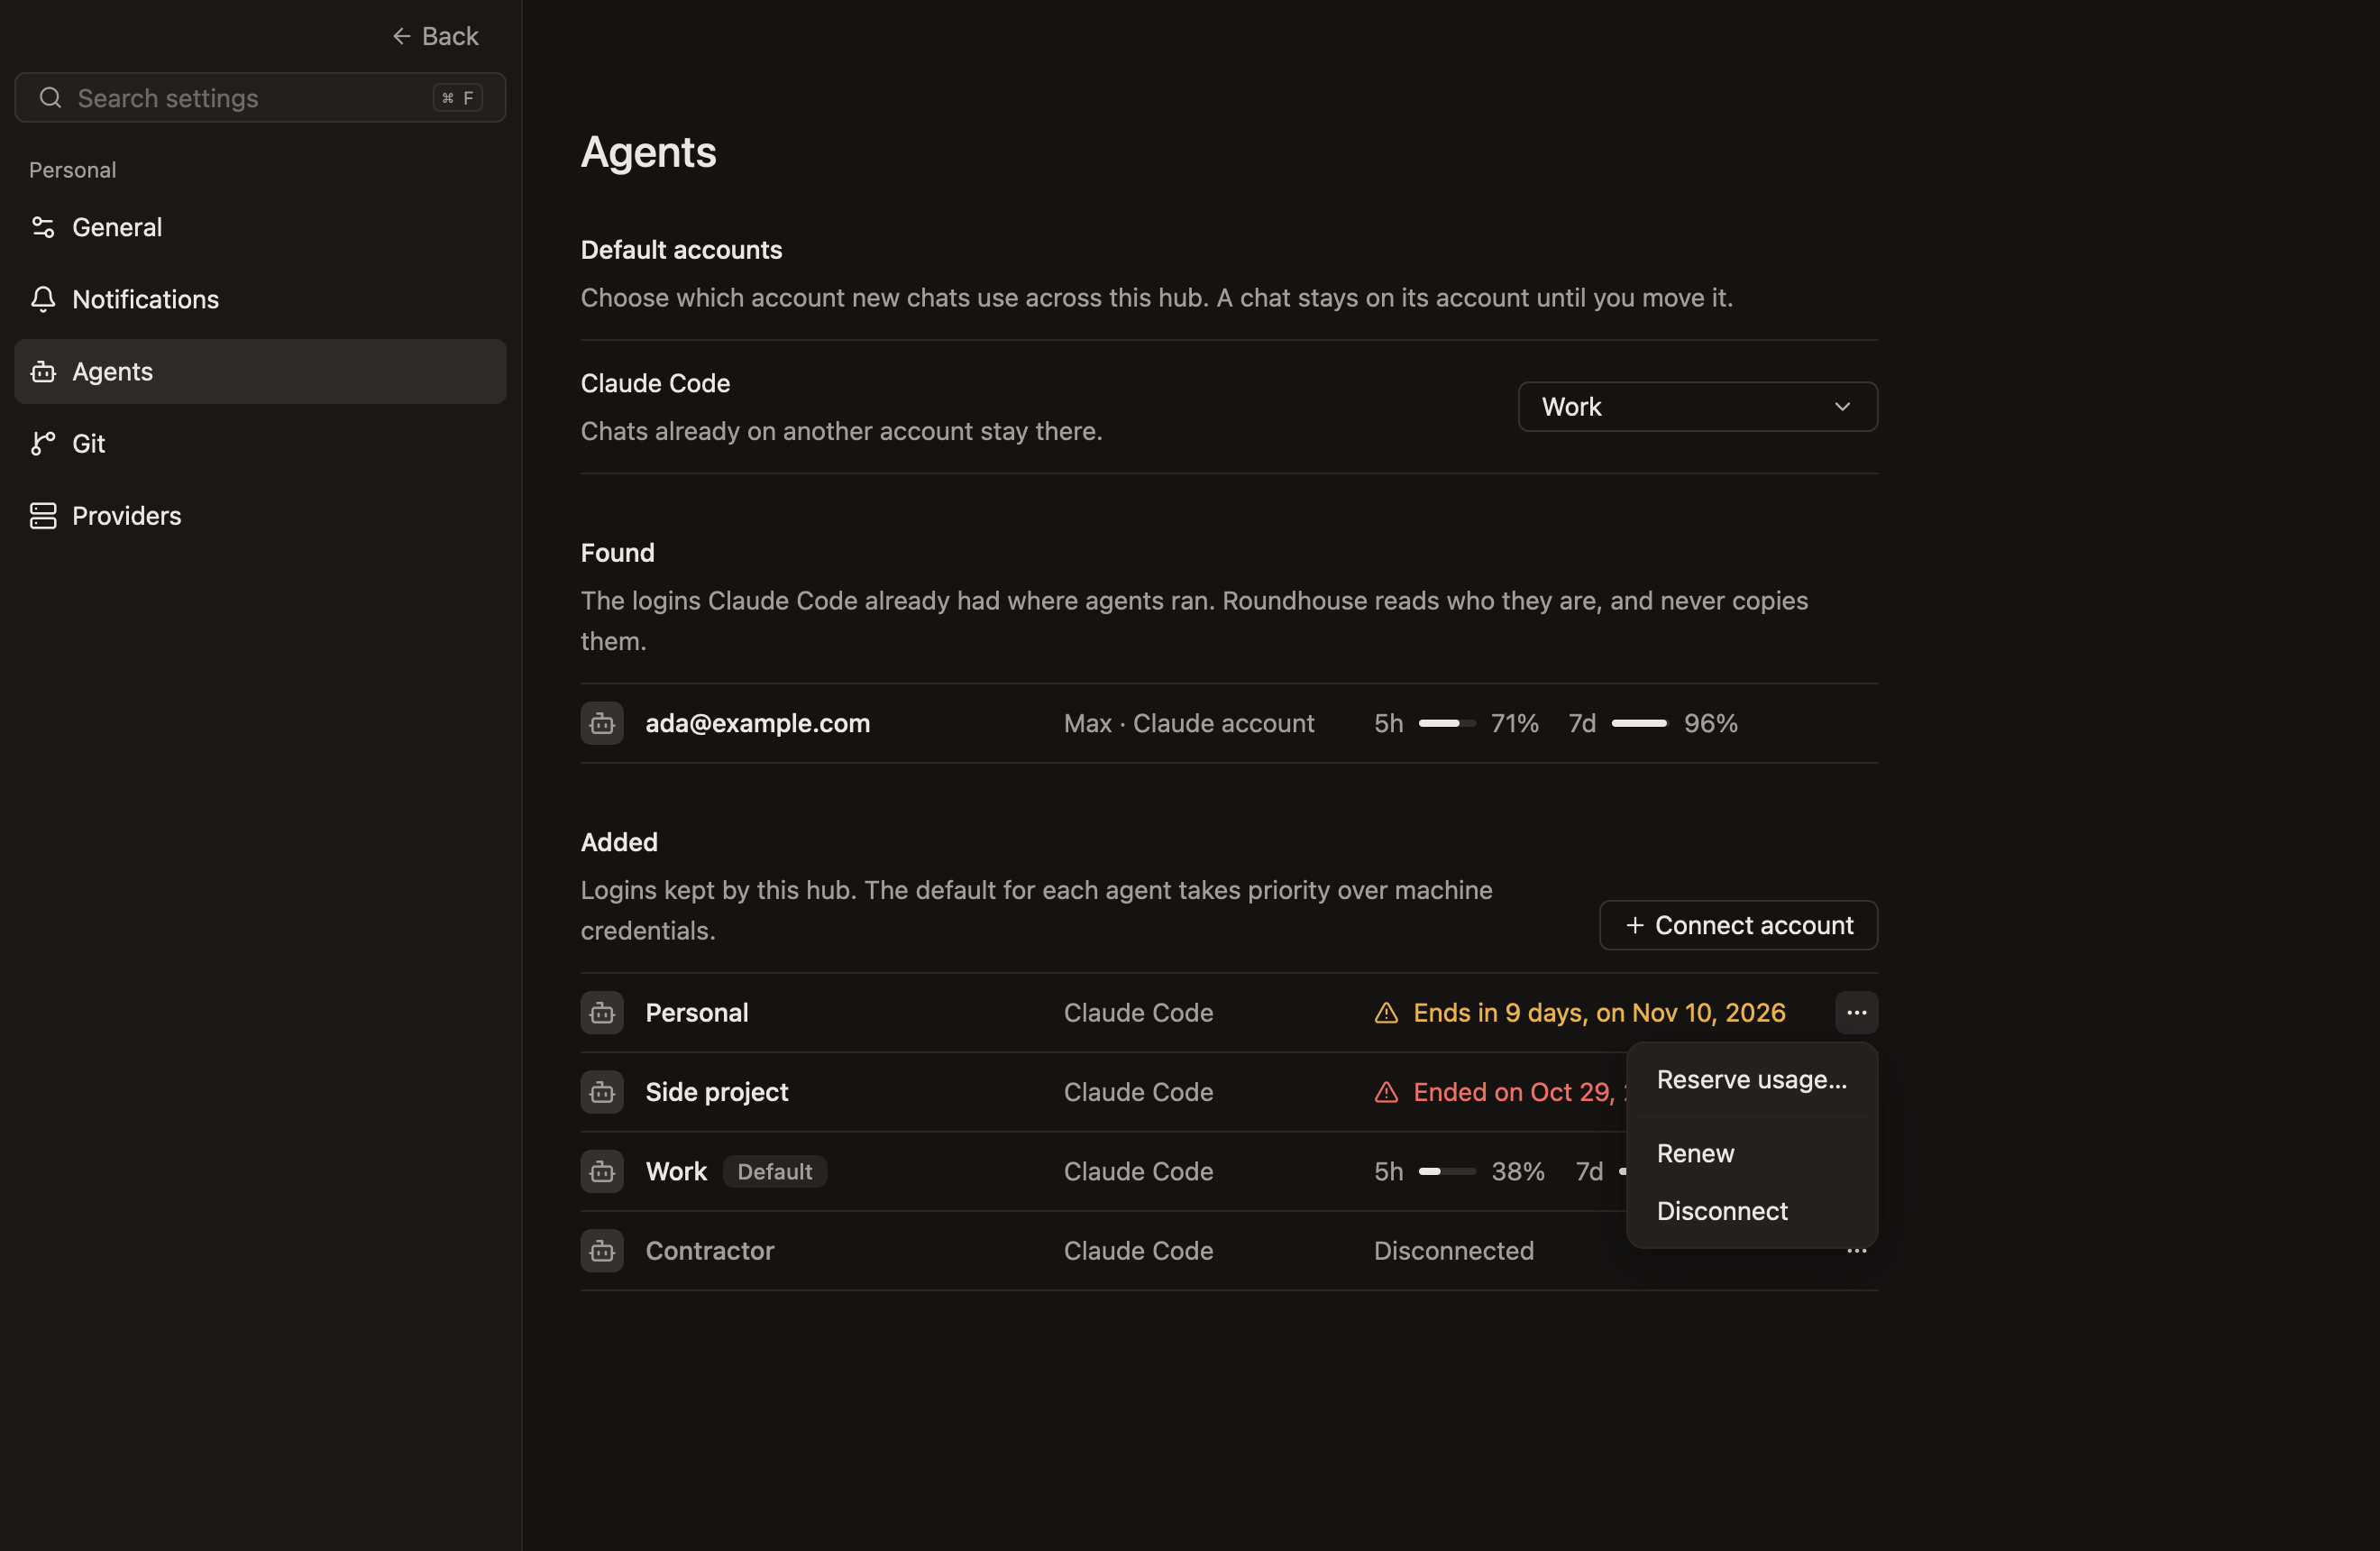 Back
Search settings
⌘ F
Personal
General
Notifications
Agents
Git
Providers
Agents
Default accounts
Choose which account new chats use across this hub. A chat stays on its account until you move it.
Claude Code
Work
Chats already on another account stay there.
Found
The logins Claude Code already had where agents ran. Roundhouse reads who they are, and never copies
them.
ada@example.com Max · Claude account 5h 71% 7d 96%
Added
Logins kept by this hub. The default for each agent takes priority over machine
credentials.
+ Connect account
Personal Claude Code Ends in 9 days, on Nov 10, 2026
Side project Claude Code Ended on Oct 29,
Work Default Claude Code 5h 38% 7d
Contractor Claude Code Disconnected
Reserve usage...
Renew
Disconnect